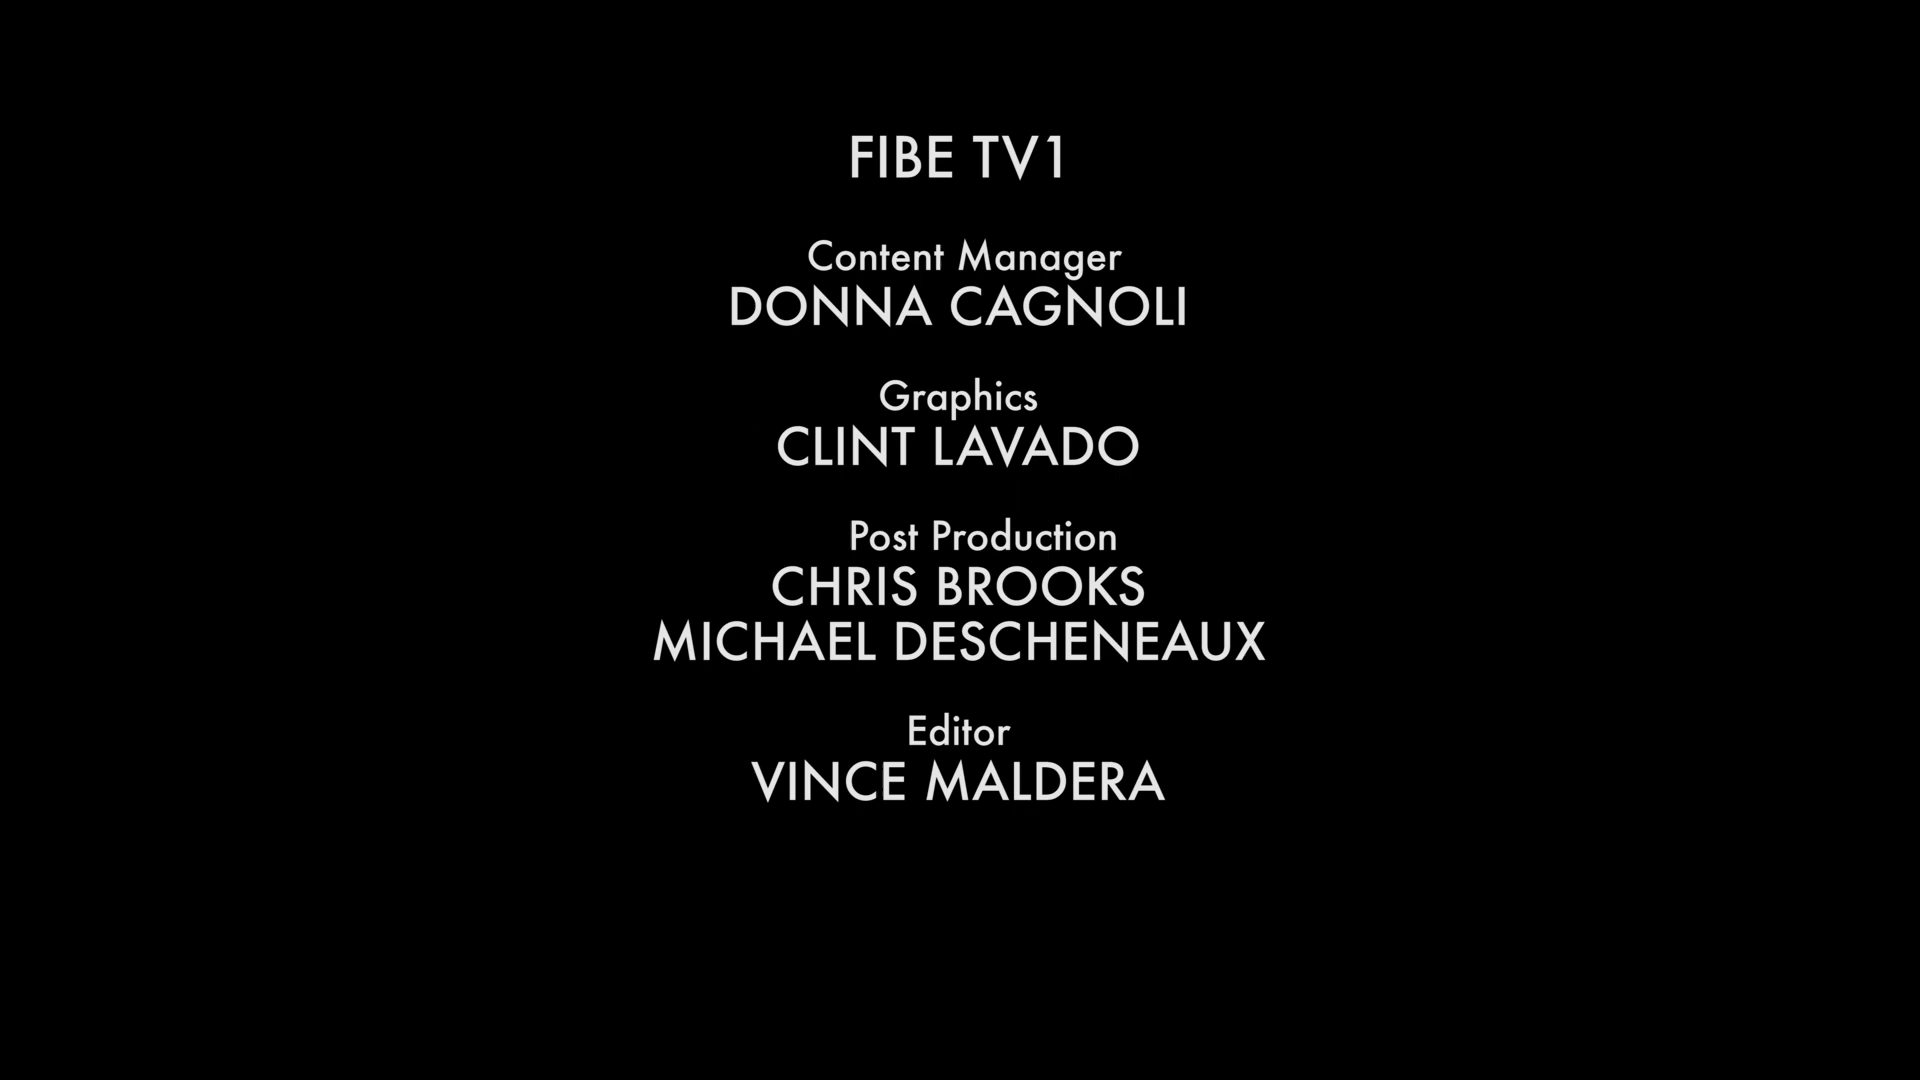 FIBE TV1
Content Manager
DONNA CAGNOLI
Graphics
CLINT LAVADO
Post Production
CHRIS BROOKS
MICHAEL DESCHENEAUX
Editor
VINCE MALDERA